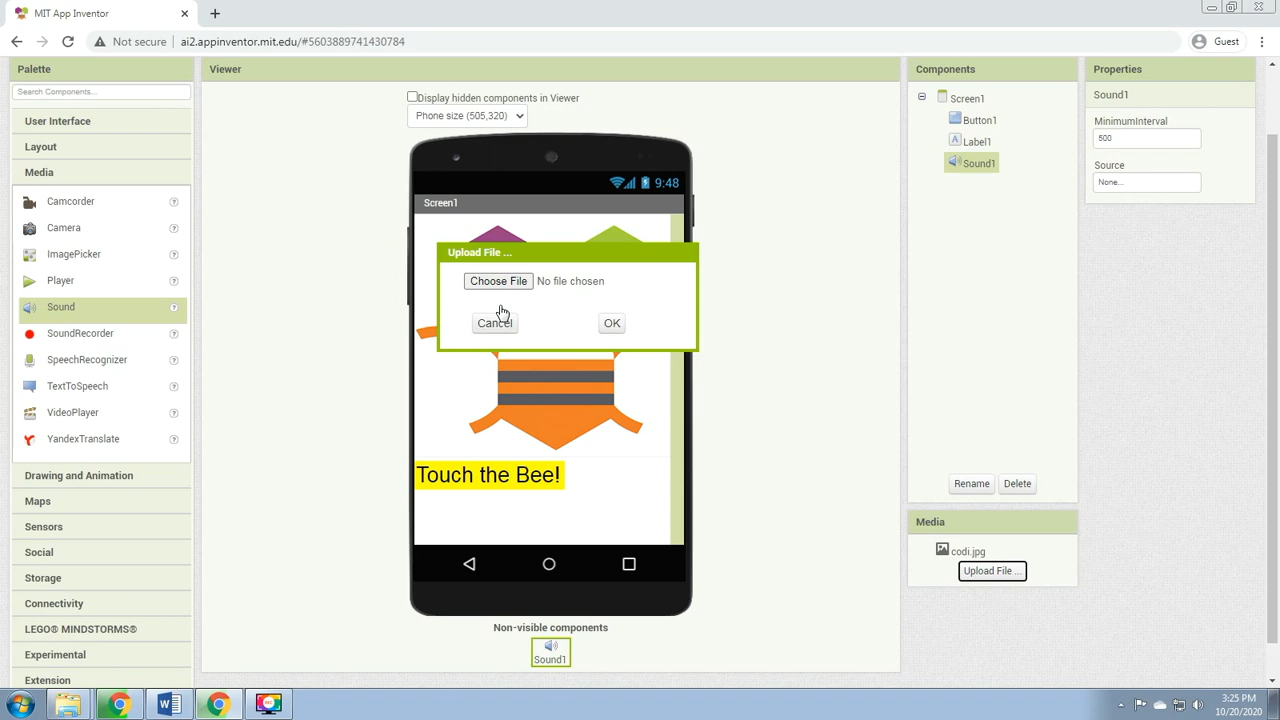 MIT App Inventor
Not secure
ai2.appinventor.mit.edu/#5603889741430784
Guest
Palette
Search Components...
User Interface
Layout
Media
Camcorder
Camera
ImagePicker
Player
Sound
SoundRecorder
SpeechRecognizer
TextToSpeech
VideoPlayer
YandexTranslate
Drawing and Animation
Maps
Sensors
Social
Storage
Connectivity
LEGO® MINDSTORMS®
Experimental
Extension
Viewer
Display hidden components in Viewer
Phone size (505,320)
9:48
Screen1
Upload File ...
Choose File No file chosen
Cancel OK
Touch the Bee!
Non-visible components
Sound1
Components
Screen1
Button1
Label1
Sound1
Rename Delete
Media
codi.jpg
Upload File ...
Properties
Sound1
MinimumInterval
500
Source
None...
3:25 PM
10/20/2020